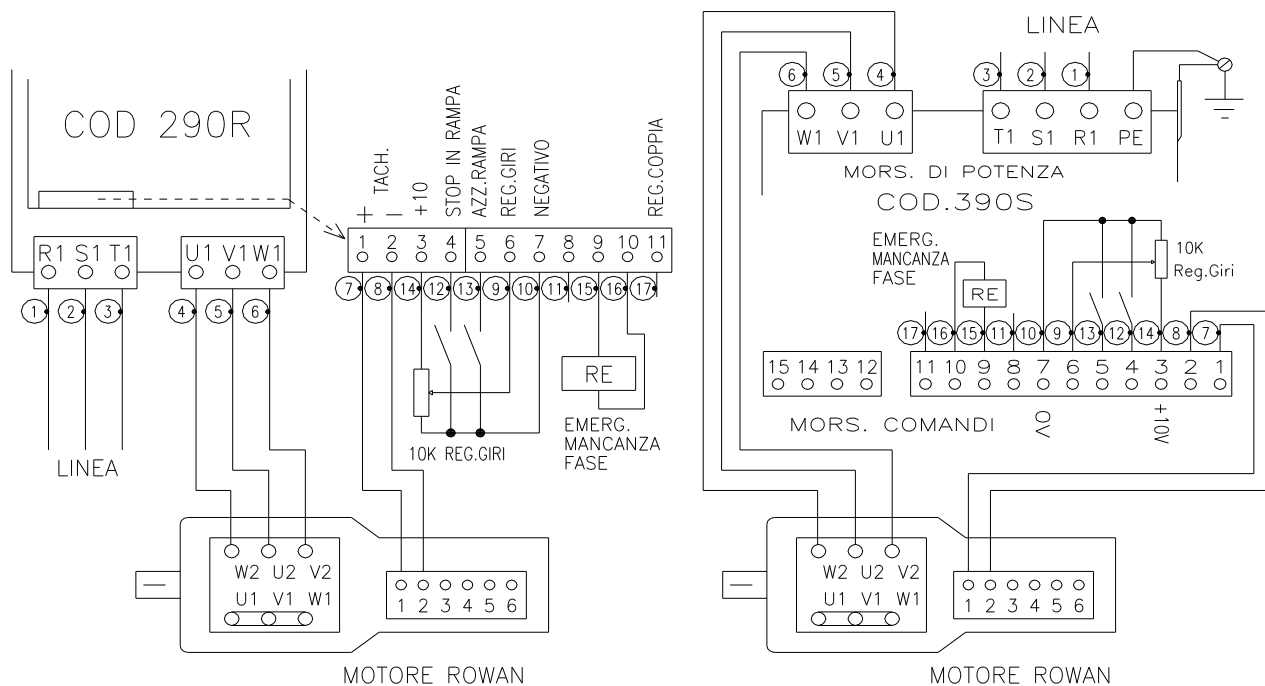 COD 290R
R1 S1 T1
U1 V1 W1
1 2 3
4 5 6
LINEA
+ TACH. −
+10
STOP IN RAMPA
AZZ.RAMPA
REG.GIRI
NEGATIVO
REG.COPPIA
1 2 3 4 5 6 7 8 9 10 11
7 8 14 12 13 9 10 11 15 16 17
RE
10K REG.GIRI
EMERG.
MANCANZA
FASE
W2 U2 V2
U1 V1 W1
1 2 3 4 5 6
MOTORE ROWAN
LINEA
6 5 4
3 2 1
W1 V1 U1
T1 S1 R1 PE
MORS. DI POTENZA
COD.390S
EMERG.
MANCANZA
FASE
RE
10K
Reg.Giri
17 16 15 11 10 9 13 12 14 8 7
15 14 13 12
11 10 9 8 7 6 5 4 3 2 1
MORS. COMANDI
0V
+10V
W2 U2 V2
U1 V1 W1
1 2 3 4 5 6
MOTORE ROWAN